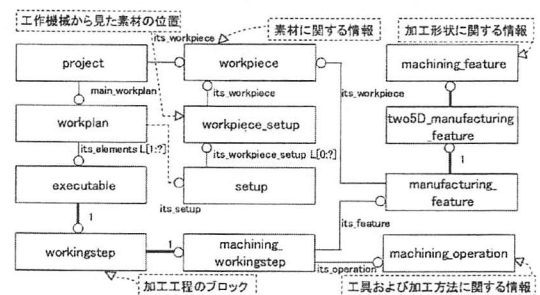 工作機械から見た素材の位置
素材に関する情報
加工形状に関する情報
its_workpiece
project
workpiece
machining_feature
main_workplan
its_workpiece
its_workpiece
workplan
workpiece_setup
two5D_manufacturing
_feature
its_elements L[1:?]
its_workpiece_setup L[0:?]
1
executable
setup
manufacturing_
feature
its_setup
1
its_feature
workingstep
1
machining_
workingstep
machining_operation
its_operation
加工工程のブロック
工具および加工方法に関する情報